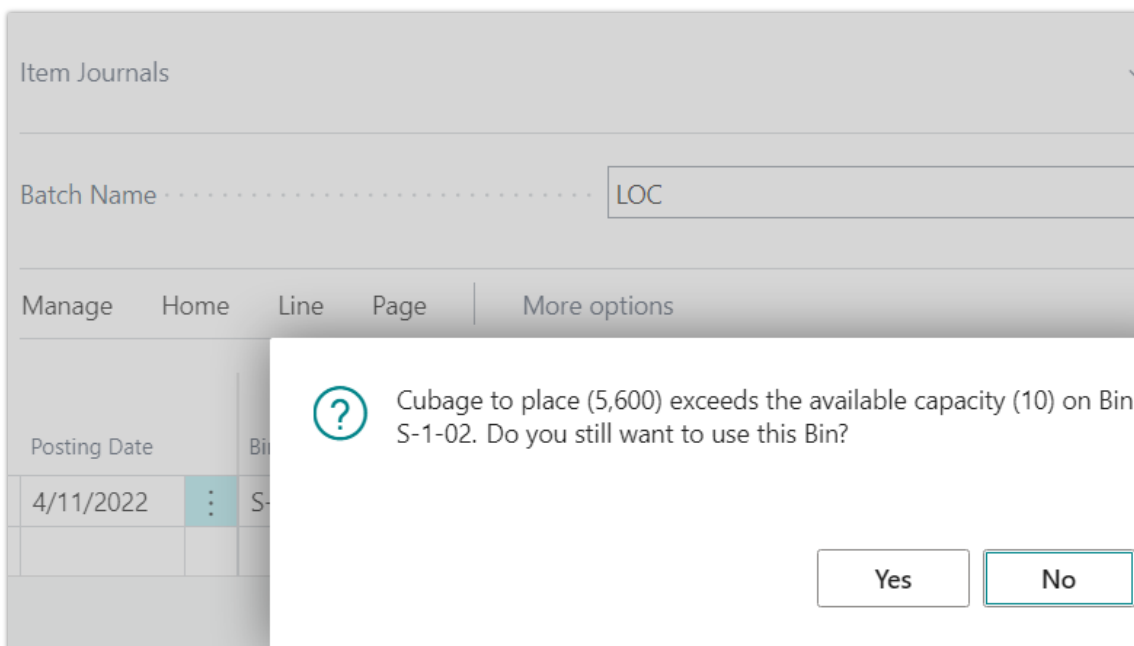 Item Journals
Batch Name
LOC
Manage Home Line Page More options
Cubage to place (5,600) exceeds the available capacity (10) on Bin
S-1-02. Do you still want to use this Bin?
Posting Date
4/11/2022 S-
Yes No